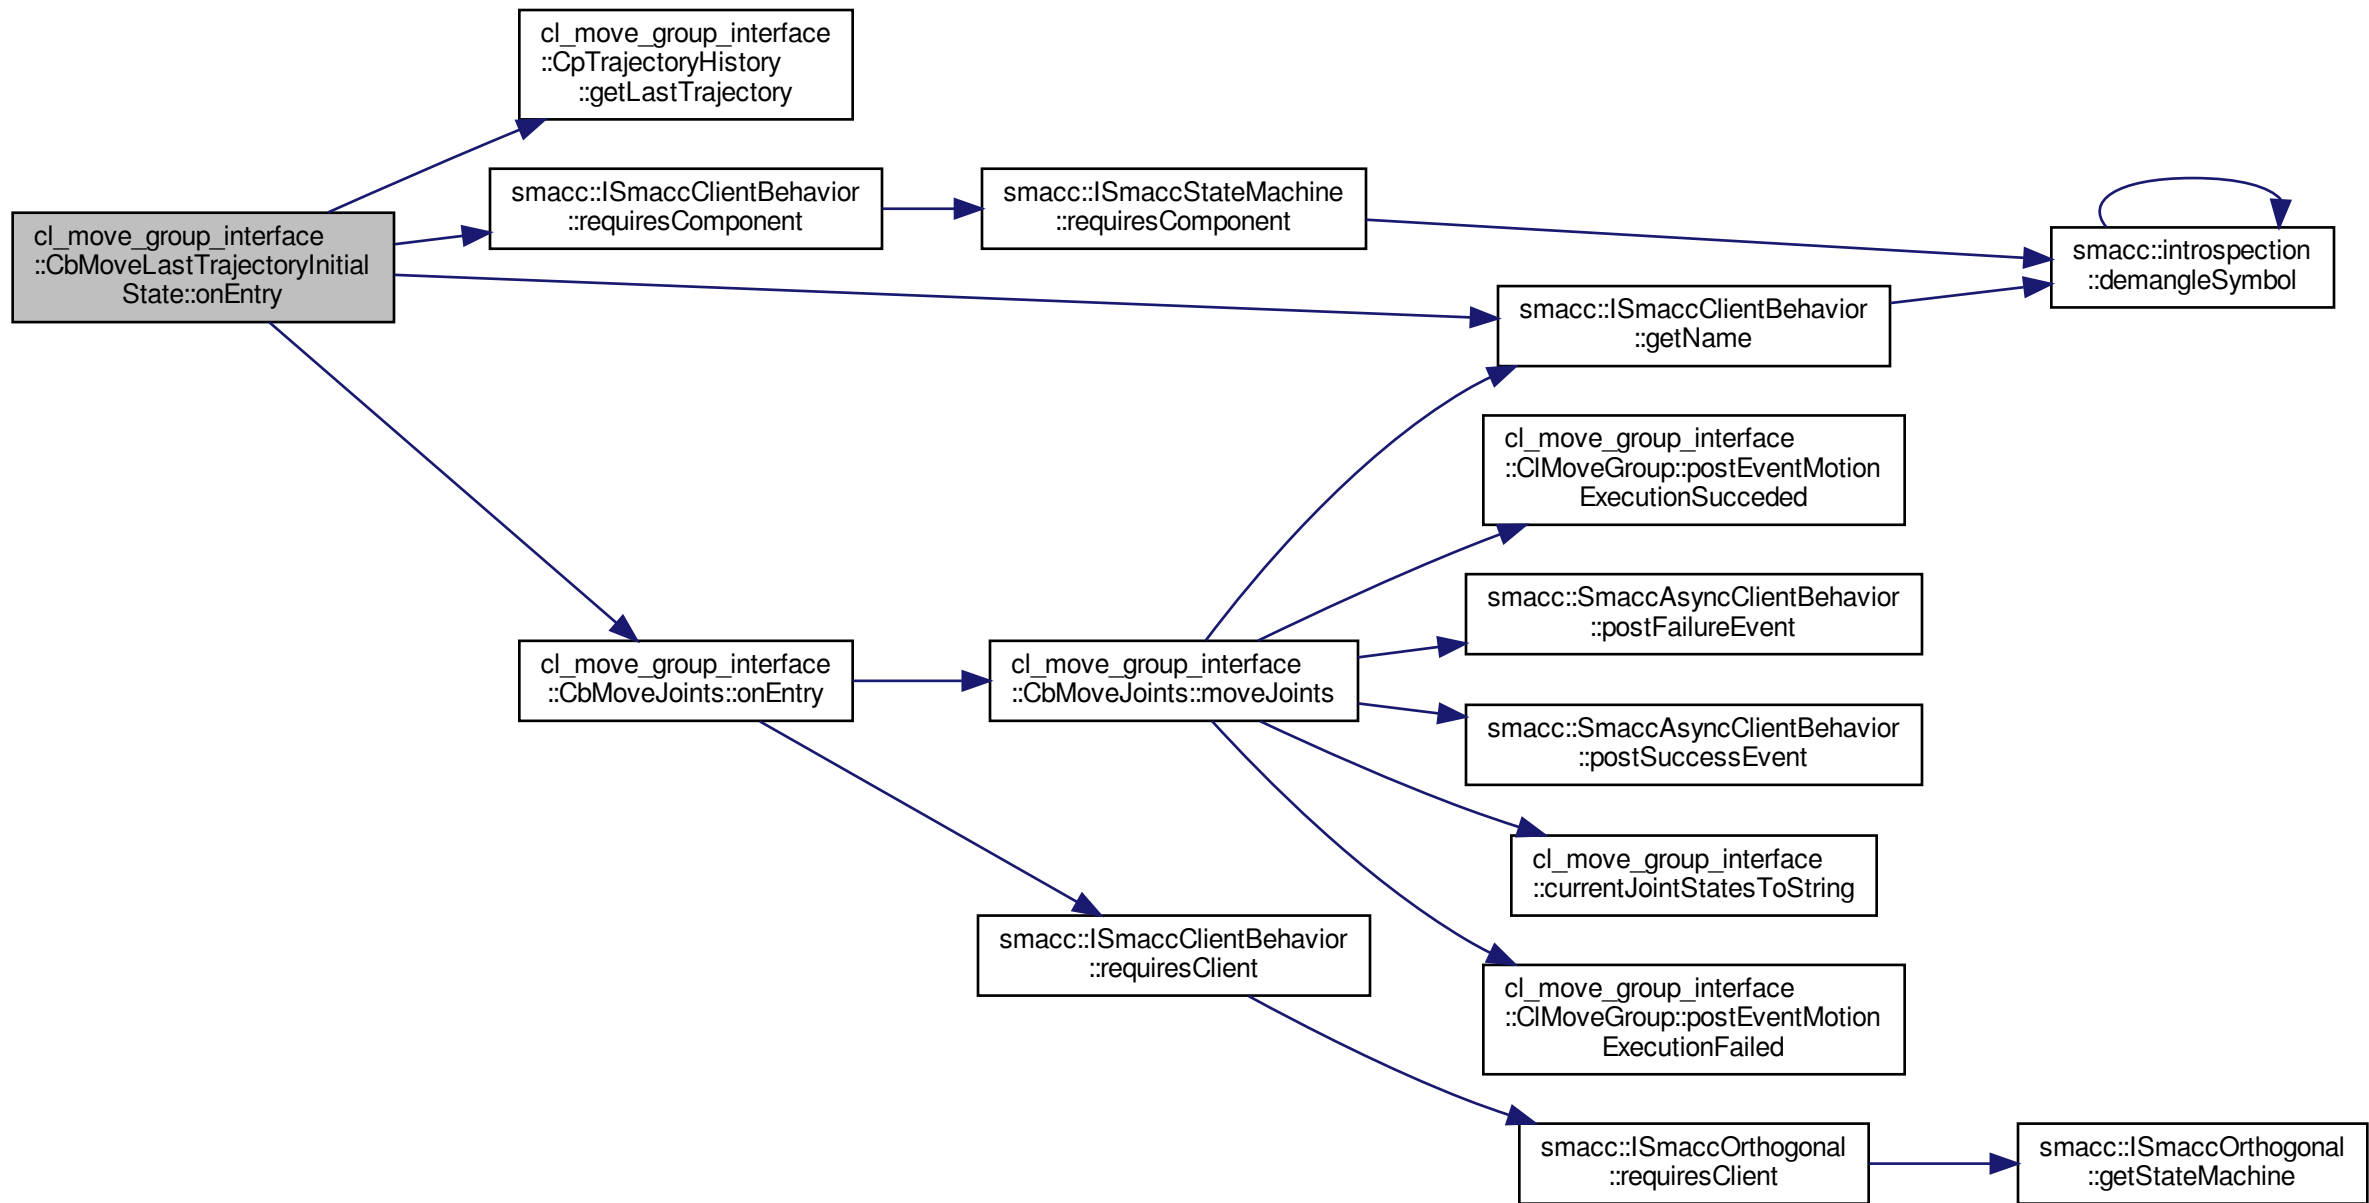 cl_move_group_interface
::CpTrajectoryHistory
::getLastTrajectory
smacc::ISmaccClientBehavior
::requiresComponent
smacc::ISmaccStateMachine
::requiresComponent
cl_move_group_interface
::CbMoveLastTrajectoryInitial
State::onEntry
smacc::introspection
::demangleSymbol
smacc::ISmaccClientBehavior
::getName
cl_move_group_interface
::ClMoveGroup::postEventMotion
ExecutionSucceded
smacc::SmaccAsyncClientBehavior
::postFailureEvent
cl_move_group_interface
::CbMoveJoints::onEntry
cl_move_group_interface
::CbMoveJoints::moveJoints
smacc::SmaccAsyncClientBehavior
::postSuccessEvent
cl_move_group_interface
::currentJointStatesToString
smacc::ISmaccClientBehavior
::requiresClient
cl_move_group_interface
::ClMoveGroup::postEventMotion
ExecutionFailed
smacc::ISmaccOrthogonal
::requiresClient
smacc::ISmaccOrthogonal
::getStateMachine